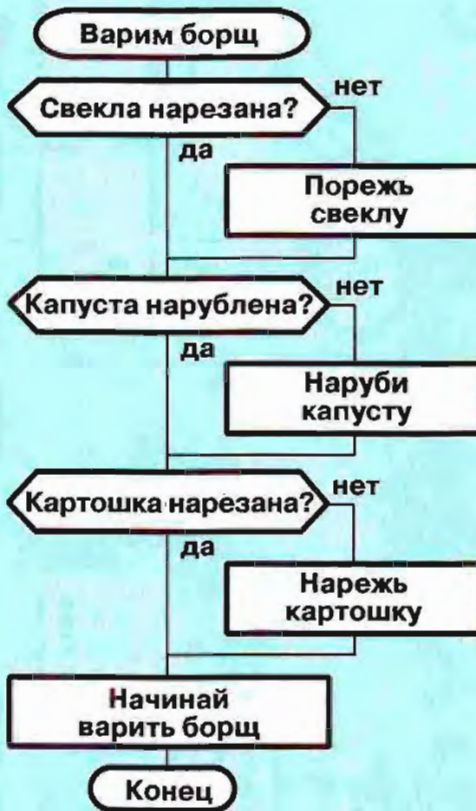 Варим борщ
Свекла нарезана?
нет
да
Порежь
свеклу
Капуста нарублена?
нет
да
Наруби
капусту
Картошка нарезана?
нет
да
Нарежь
картошку
Начинай
варить борщ
Конец